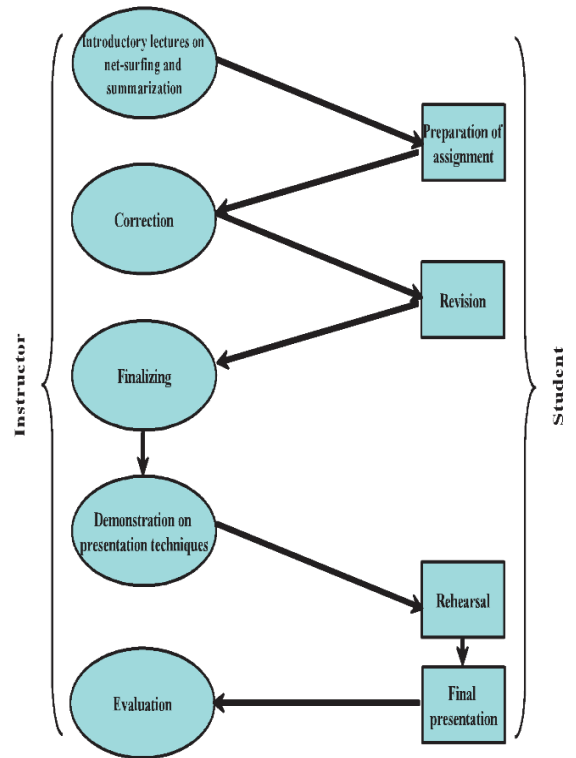 Introductory lectures on
net-surfing and
summarization
Preparation of
assignment
Correction
Revision
Instructor
Finalizing
Student
Demonstration on
presentation techniques
Rehearsal
Evaluation
Final
presentation